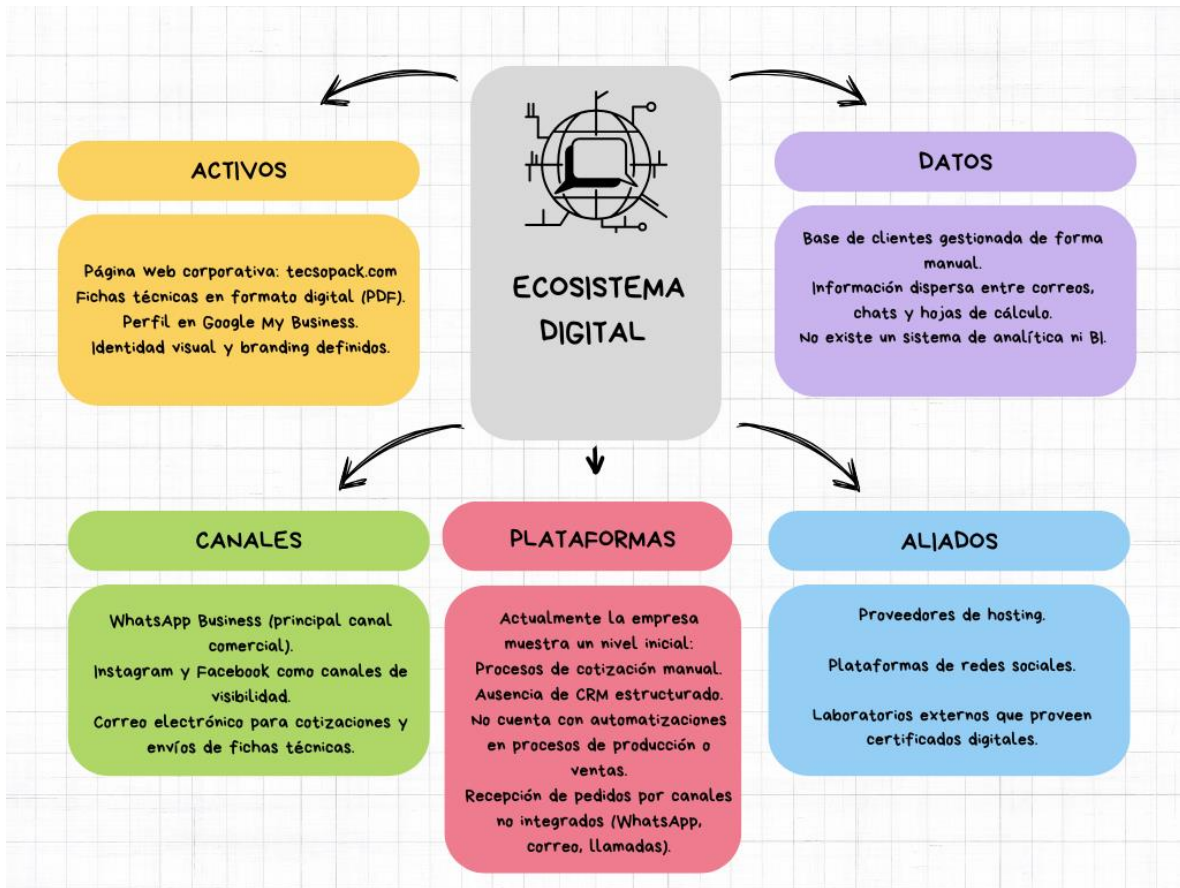 ECOSISTEMA
DIGITAL
ACTIVOS
Página Web corporativa: tecsopack.com
Fichas técnicas en formato digital (PDF).
Perfil en Google My Business.
Identidad visual y branding definidos.
DATOS
Base de clientes gestionada de forma
manual.
Información dispersa entre correos,
chats y hojas de cálculo.
No existe un sistema de analítica ni BI.
CANALES
WhatsApp Business (principal canal
comercial).
Instagram y Facebook como canales de
visibilidad.
Correo electrónico para cotizaciones y
envíos de fichas técnicas.
PLATAFORMAS
Actualmente la empresa
muestra un nivel inicial:
Procesos de cotización manual.
Ausencia de CRM estructurado.
No cuenta con automatizaciones
en procesos de producción o
ventas.
Recepción de pedidos por canales
no integrados (WhatsApp,
correo, llamadas).
ALIADOS
Proveedores de hosting.
Plataformas de redes sociales.
Laboratorios externos que proveen
certificados digitales.